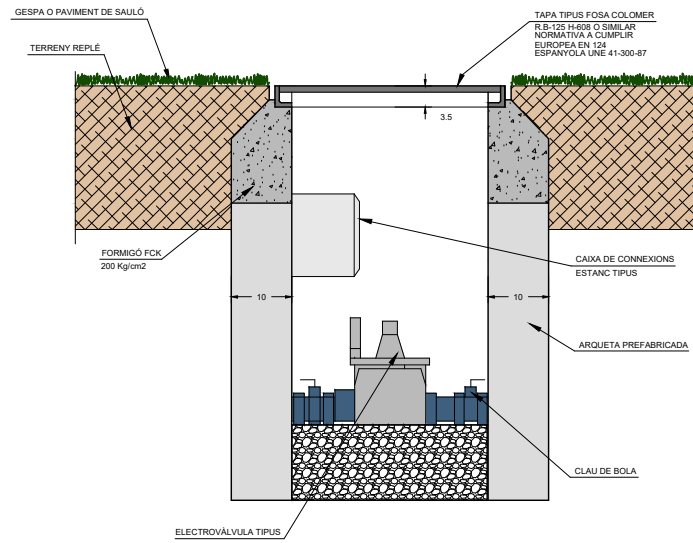 GESPA O PAVIMENT DE SAULÓ
TERRENY REPLÉ
TAPA TIPUS FOSA COLOMER
R.B-125 H-608 O SIMILAR
NORMATIVA A CUMPLIR
EUROPEA EN 124
ESPANYOLA UNE 41-300-87
3.5
FORMIGÓ FCK
200 Kg/cm2
CAIXA DE CONNEXIONS
ESTANC TIPUS
10
10
ARQUETA PREFABRICADA
CLAU DE BOLA
ELECTROVÀLVULA TIPUS